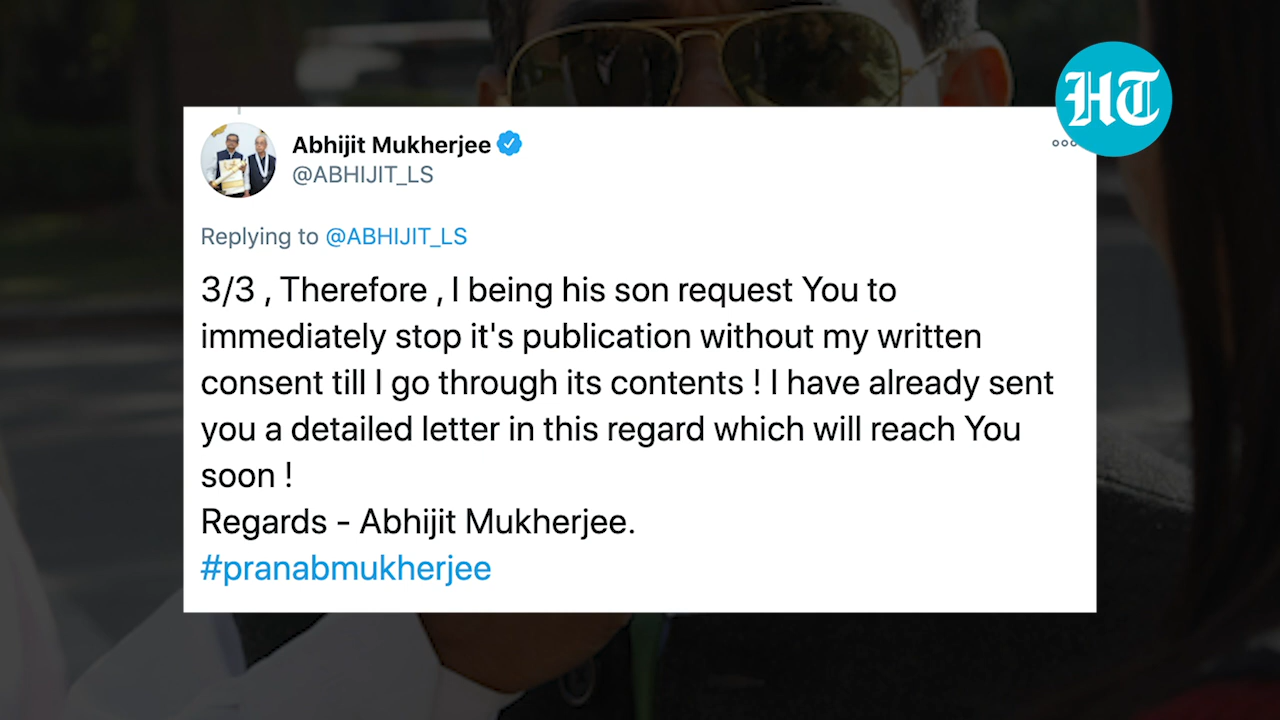 HT
Abhijit Mukherjee
@ABHIJIT_LS
Replying to @ABHIJIT_LS
3/3 , Therefore , I being his son request You to
immediately stop it's publication without my written
consent till I go through its contents ! I have already sent
you a detailed letter in this regard which will reach You
soon !
Regards - Abhijit Mukherjee.
#pranabmukherjee